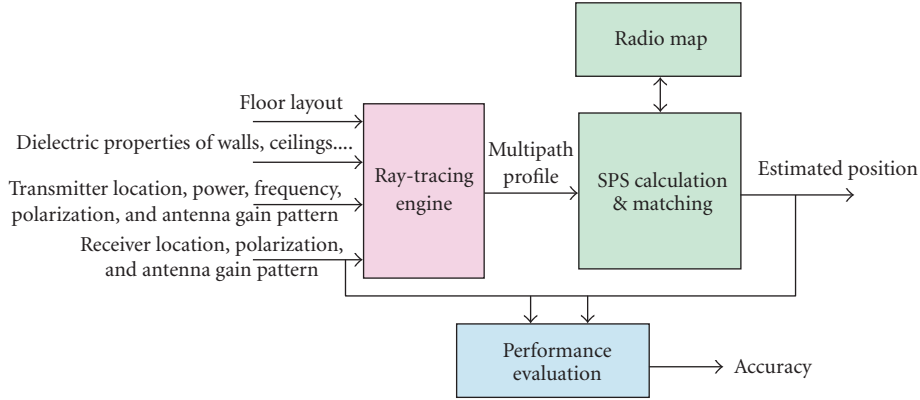 Radio map
Floor layout
Dielectric properties of walls, ceilings....
Transmitter location, power, frequency,
polarization, and antenna gain pattern
Receiver location, polarization,
and antenna gain pattern
Ray-tracing
engine
Multipath
profile
SPS calculation
& matching
Estimated position
Performance
evaluation
Accuracy